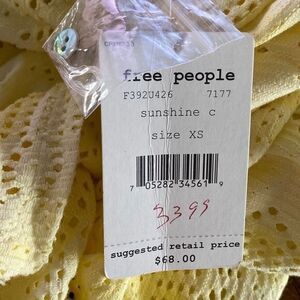 free people
F392U426 7177
sunshine c
size XS
7 05282 34561 9
3399
suggested retail price
$68.00